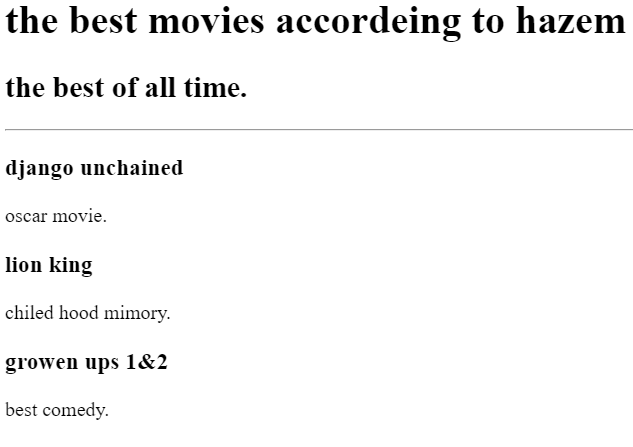 the best movies accordeing to hazem
the best of all time.
django unchained
oscar movie.
lion king
chiled hood mimory.
growen ups 1&2
best comedy.